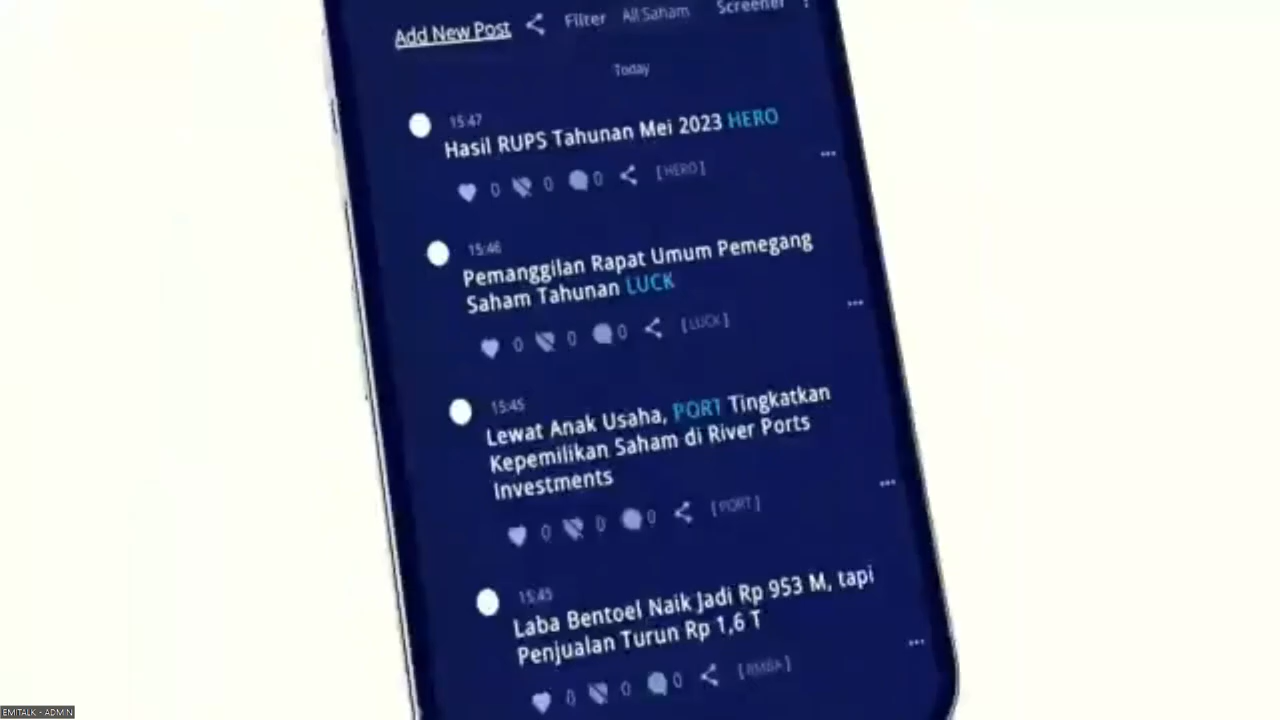 Add New Post Filter All Saham Screener
Today
15:47
Hasil RUPS Tahunan Mei 2023 HERO
0 0 0 [HERO]
15:46
Pemanggilan Rapat Umum Pemegang
Saham Tahunan LUCK
0 0 0 [LUCK]
15:45
Lewat Anak Usaha, PORT Tingkatkan
Kepemilikan Saham di River Ports
Investments
0 0 0 [PORT]
15:45
Laba Bentoel Naik Jadi Rp 953 M, tapi
Penjualan Turun Rp 1,6 T
0 0 0 [RMBA]
EMITALK - ADMIN